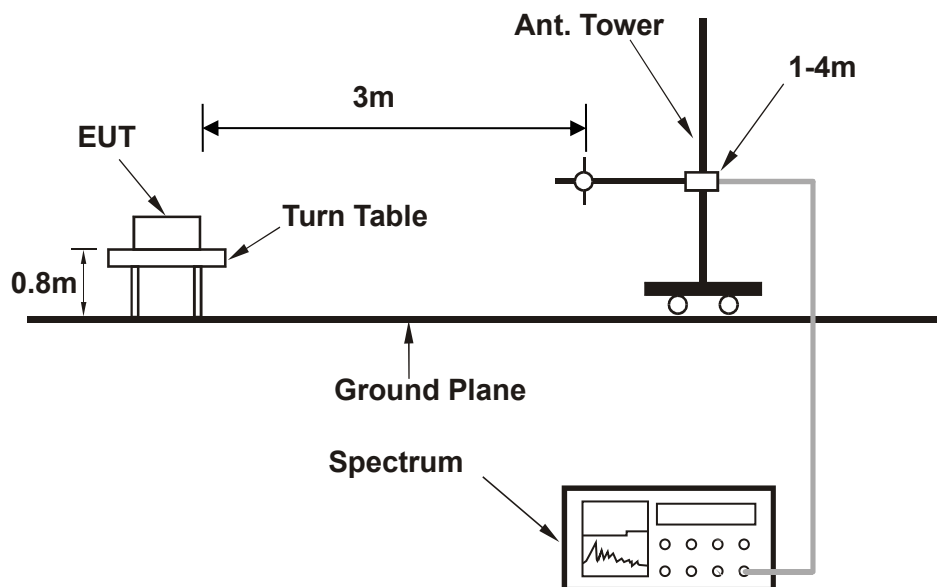 Ant. Tower
1-4m
3m
EUT
Turn Table
0.8m
Ground Plane
Spectrum